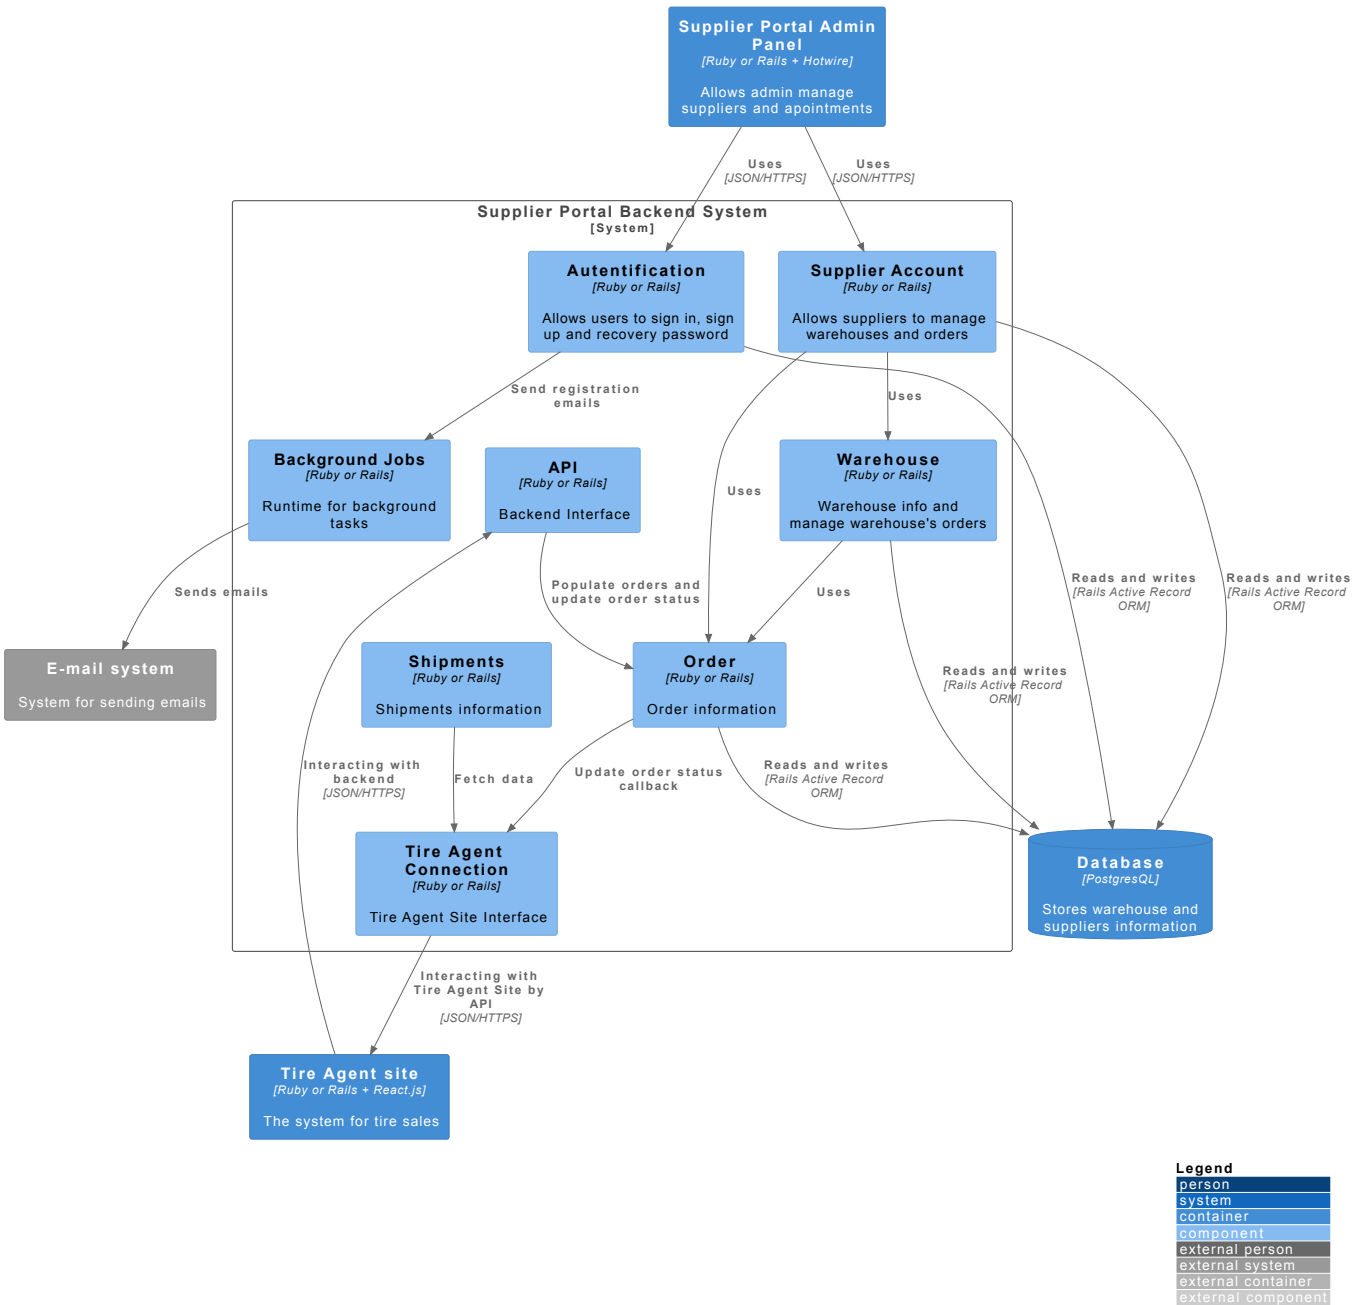 Supplier Portal Admin
Panel
[Ruby or Rails + Hotwire]
Allows admin manage
suppliers and apointments
Uses
[JSON/HTTPS]
Uses
[JSON/HTTPS]
Supplier Portal Backend System
[System]
Autentification
[Ruby or Rails]
Allows users to sign in, sign
up and recovery password
Supplier Account
[Ruby or Rails]
Allows suppliers to manage
warehouses and orders
Send registration
emails
Uses
Background Jobs
[Ruby or Rails]
Runtime for background
tasks
API
[Ruby or Rails]
Backend Interface
Uses
Warehouse
[Ruby or Rails]
Warehouse info and
manage warehouse's orders
Sends emails
Populate orders and
update order status
Uses
Reads and writes
[Rails Active Record
ORM]
Reads and writes
[Rails Active Record
ORM]
E-mail system
System for sending emails
Shipments
[Ruby or Rails]
Shipments information
Order
[Ruby or Rails]
Order information
Reads and writes
[Rails Active Record
ORM]
Interacting with
backend
[JSON/HTTPS]
Fetch data
Update order status
callback
Reads and writes
[Rails Active Record
ORM]
Tire Agent
Connection
[Ruby or Rails]
Tire Agent Site Interface
Database
[PostgresQL]
Stores warehouse and
suppliers information
Interacting with
Tire Agent Site by
API
[JSON/HTTPS]
Tire Agent site
[Ruby or Rails + React.js]
The system for tire sales
Legend
person
system
container
component
external person
external system
external container
external component